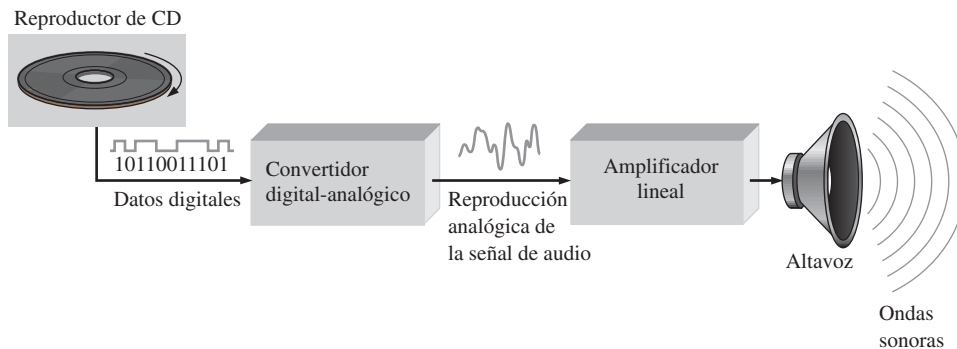 Reproductor de CD
10110011101
Datos digitales
Convertidor
digital-analógico
Reproducción
analógica de
la señal de audio
Amplificador
lineal
Altavoz
Ondas
sonoras